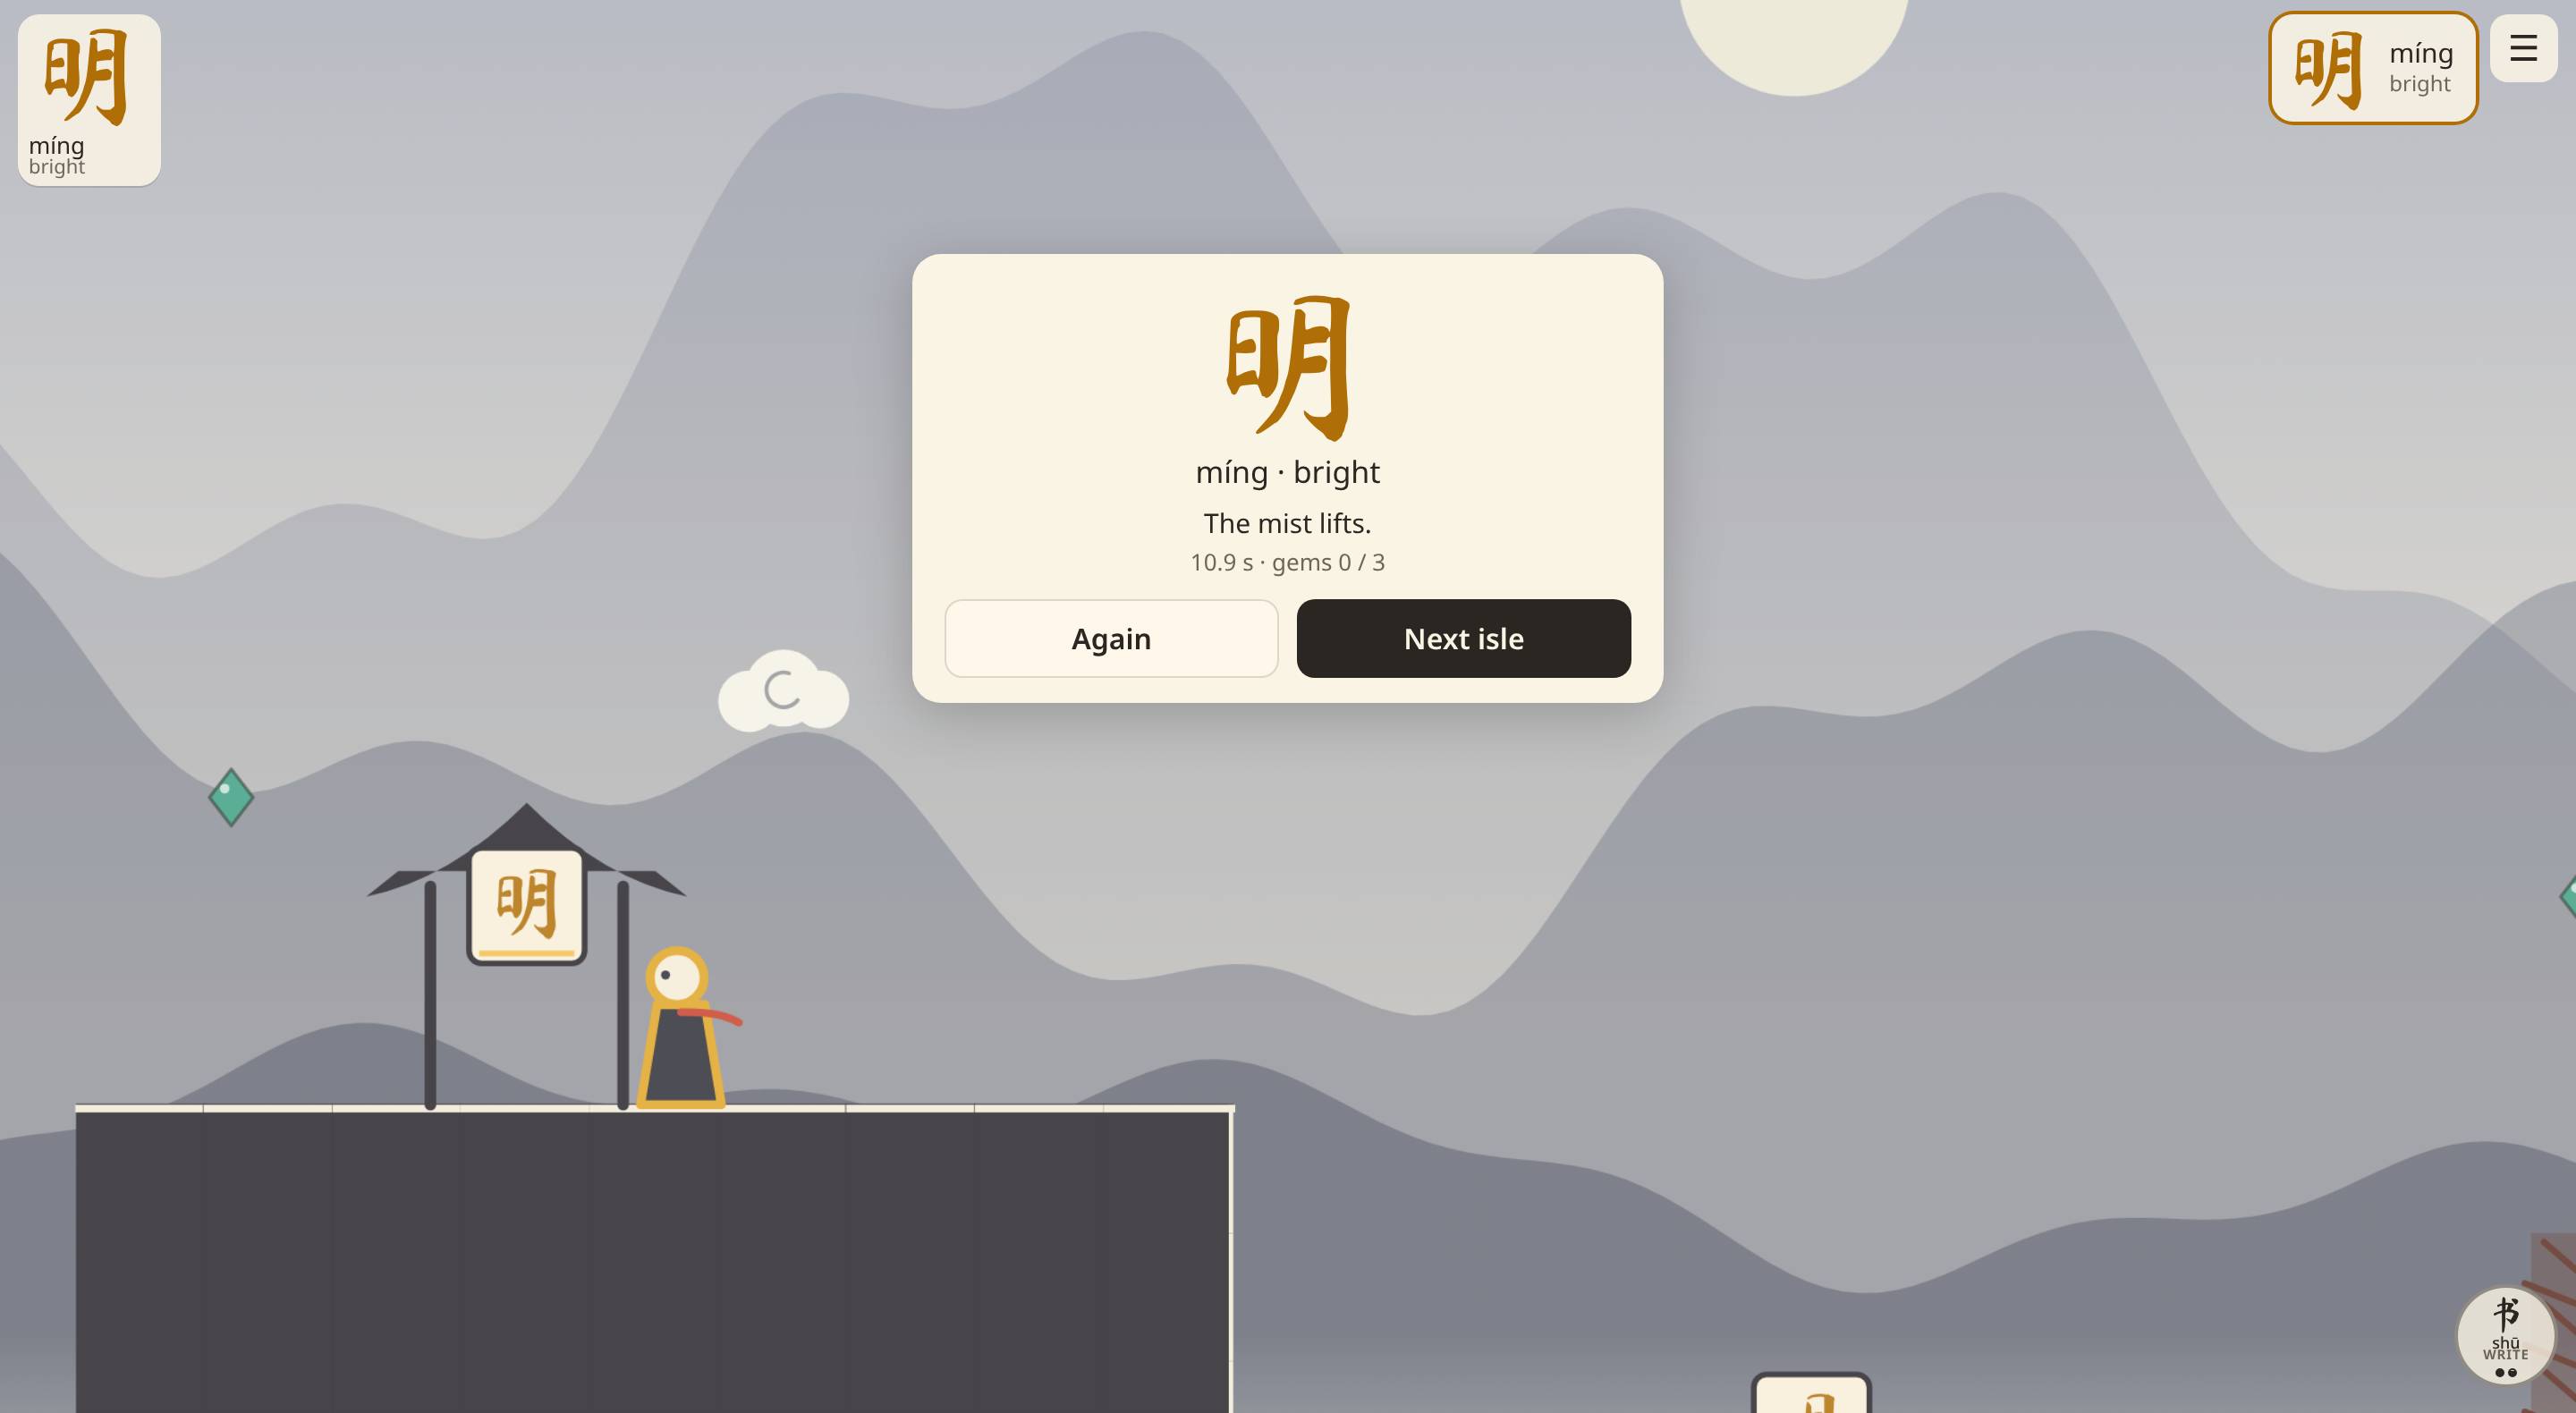 明
míng
bright
明
míng
bright
☰
明
míng · bright
The mist lifts.
10.9 s · gems 0 / 3
Again
Next isle
明
书
shū
WRITE